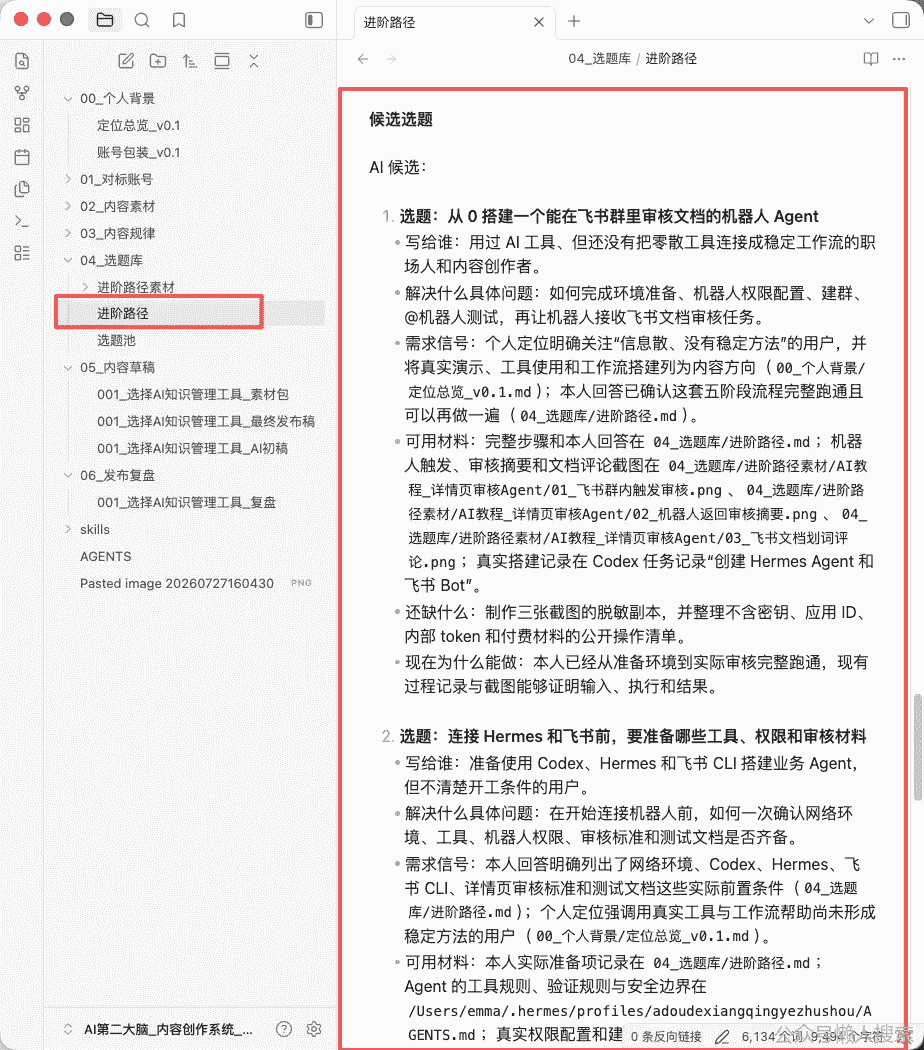 进阶路径
04_选题库 / 进阶路径
00_个人背景
定位总览_v0.1
账号包装_v0.1
01_对标账号
02_内容素材
03_内容规律
04_选题库
进阶路径素材
进阶路径
选题池
05_内容草稿
001_选择AI知识管理工具_素材包
001_选择AI知识管理工具_最终发布稿
001_选择AI知识管理工具_AI初稿
06_发布复盘
001_选择AI知识管理工具_复盘
skills
AGENTS
Pasted image 20260727160430 PNG
AI第二大脑_内容创作系统_...
候选选题
AI 候选：
1. 选题：从 0 搭建一个能在飞书群里审核文档的机器人 Agent
• 写给谁：用过 AI 工具、但还没有把零散工具连接成稳定工作流的职
场人和内容创作者。
• 解决什么具体问题：如何完成环境准备、机器人权限配置、建群、
@机器人测试，再让机器人接收飞书文档审核任务。
• 需求信号：个人定位明确关注“信息散、没有稳定方法”的用户，并
将真实演示、工具使用和工作流搭建列为内容方向（ 00_个人背景/
定位总览_v0.1.md ）；本人回答已确认这套五阶段流程完整跑通且
可以再做一遍（ 04_选题库/进阶路径.md ）。
• 可用材料：完整步骤和本人回答在 04_选题库/进阶路径.md ；机器
人触发、审核摘要和文档评论截图在 04_选题库/进阶路径素材/AI教
程_详情页审核Agent/01_飞书群内触发审核.png 、 04_选题库/进阶路
径素材/AI教程_详情页审核Agent/02_机器人返回审核摘要.png 、 04_
选题库/进阶路径素材/AI教程_详情页审核Agent/03_飞书文档划词评
论.png ；真实搭建记录在 Codex 任务记录“创建 Hermes Agent 和
飞书 Bot”。
• 还缺什么：制作三张截图的脱敏副本，并整理不含密钥、应用 ID、
内部 token 和付费材料的公开操作清单。
• 现在为什么能做：本人已经从准备环境到实际审核完整跑通，现有
过程记录与截图能够证明输入、执行和结果。
2. 选题：连接 Hermes 和飞书前，要准备哪些工具、权限和审核材料
• 写给谁：准备使用 Codex、Hermes 和飞书 CLI 搭建业务 Agent，
但不清楚开工条件的用户。
• 解决什么具体问题：在开始连接机器人前，如何一次确认网络环
境、工具、机器人权限、审核标准和测试文档是否齐备。
• 需求信号：本人回答明确列出了网络环境、Codex、Hermes、飞
书 CLI、详情页审核标准和测试文档这些实际前置条件（ 04_选题
库/进阶路径.md ）；个人定位强调用真实工具与工作流帮助尚未形成
稳定方法的用户（ 00_个人背景/定位总览_v0.1.md ）。
• 可用材料：本人实际准备项记录在 04_选题库/进阶路径.md ；
Agent 的工具规则、验证规则与安全边界在
/Users/emma/.hermes/profiles/adoudexiangqingyezhushou/A
GENTS.md ；真实权限配置和建
0 条反向链接 6,134 个词 9,494 个字符
公众号懒人搜索